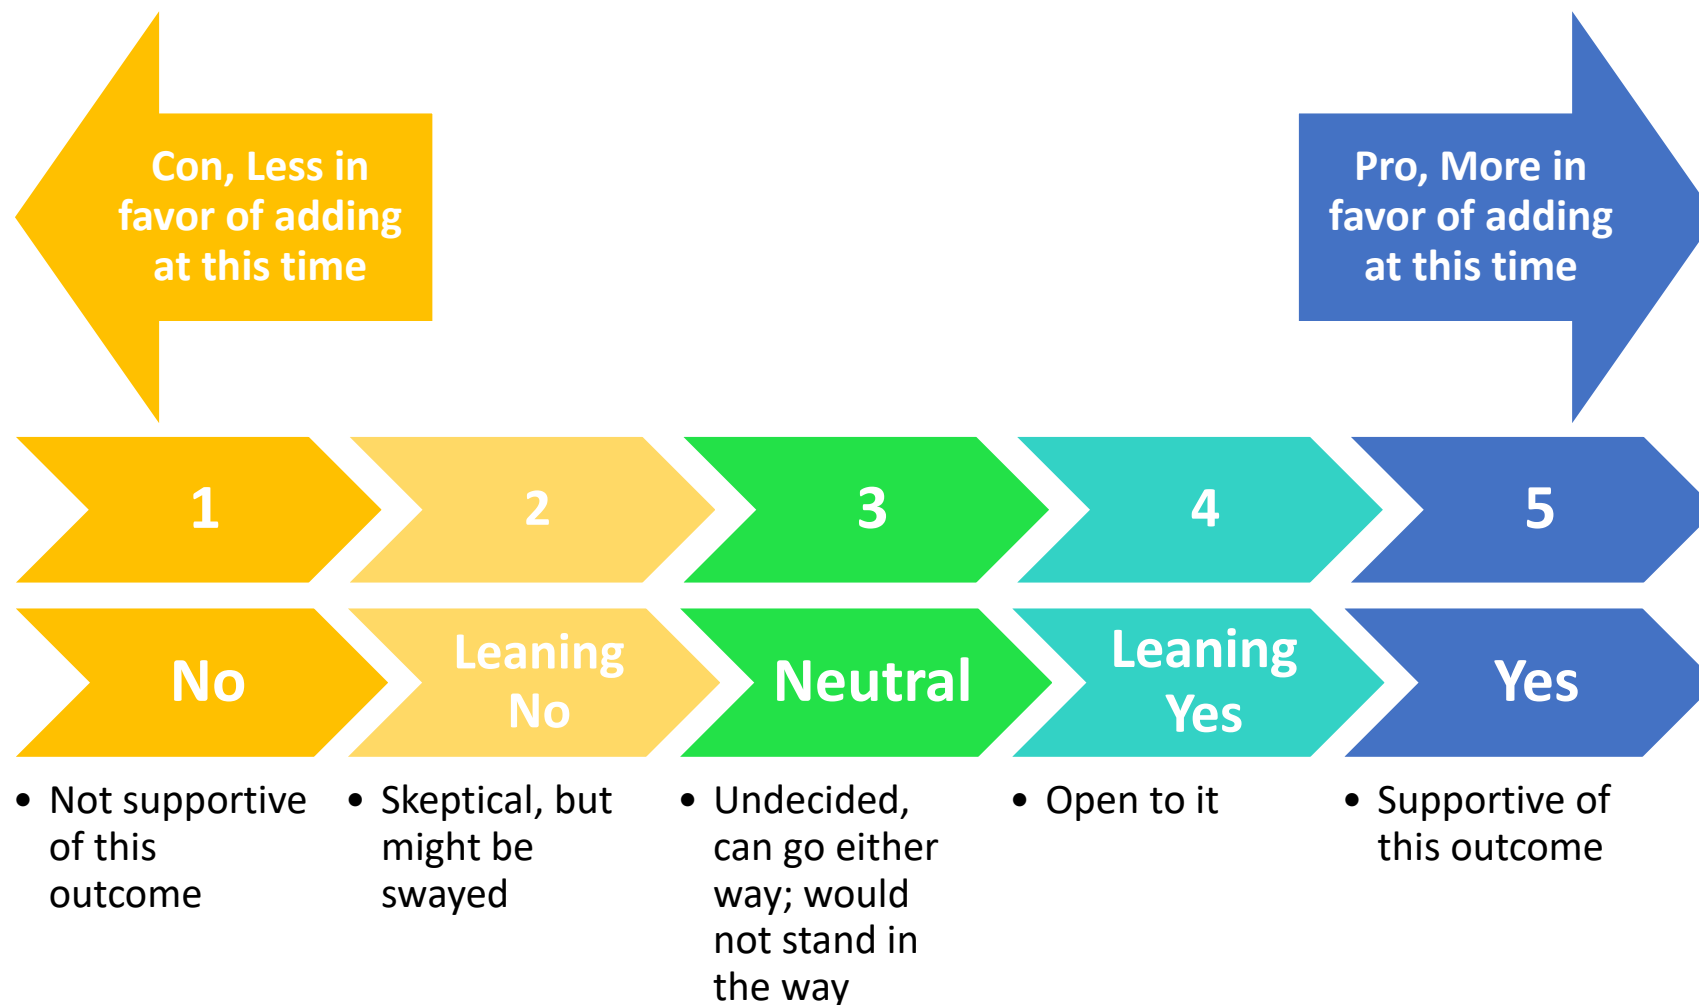 Con, Less in
favor of adding
at this time
Pro, More in
favor of adding
at this time
1
2
3
4
5
No
Leaning
No
Neutral
Leaning
Yes
Yes
• Not supportive
of this
outcome
• Skeptical, but
might be
swayed
• Undecided,
can go either
way; would
not stand in
the way
• Open to it
• Supportive of
this outcome